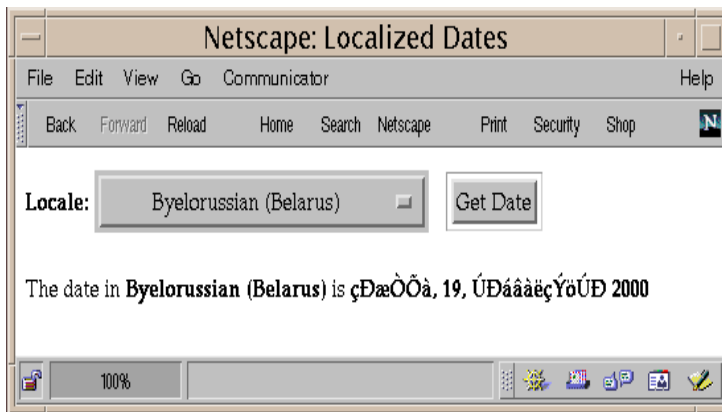 Netscape: Localized Dates
File Edit View Go Communicator Help
Back Forward Reload Home Search Netscape Print Security Shop N
Locale: Byelorussian (Belarus) Get Date
The date in Byelorussian (Belarus) is çÐæÒÕà, 19, ÚÐáâàëçÝöÚÐ 2000
100%